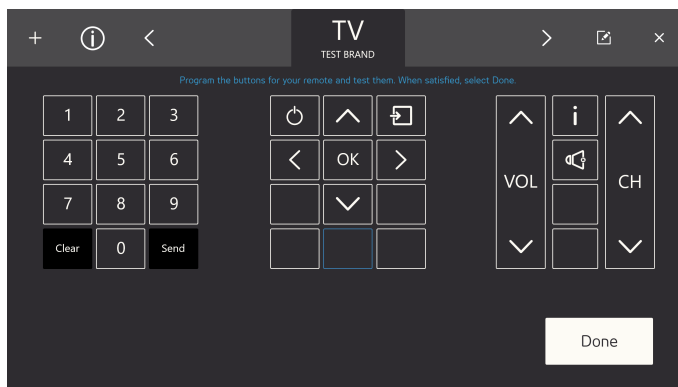 TV
TEST BRAND
Program the buttons for your remote and test them. When satisfied, select Done.
1 2 3
4 5 6 OK
7 8 9 VOL CH
Clear 0 Send
Done